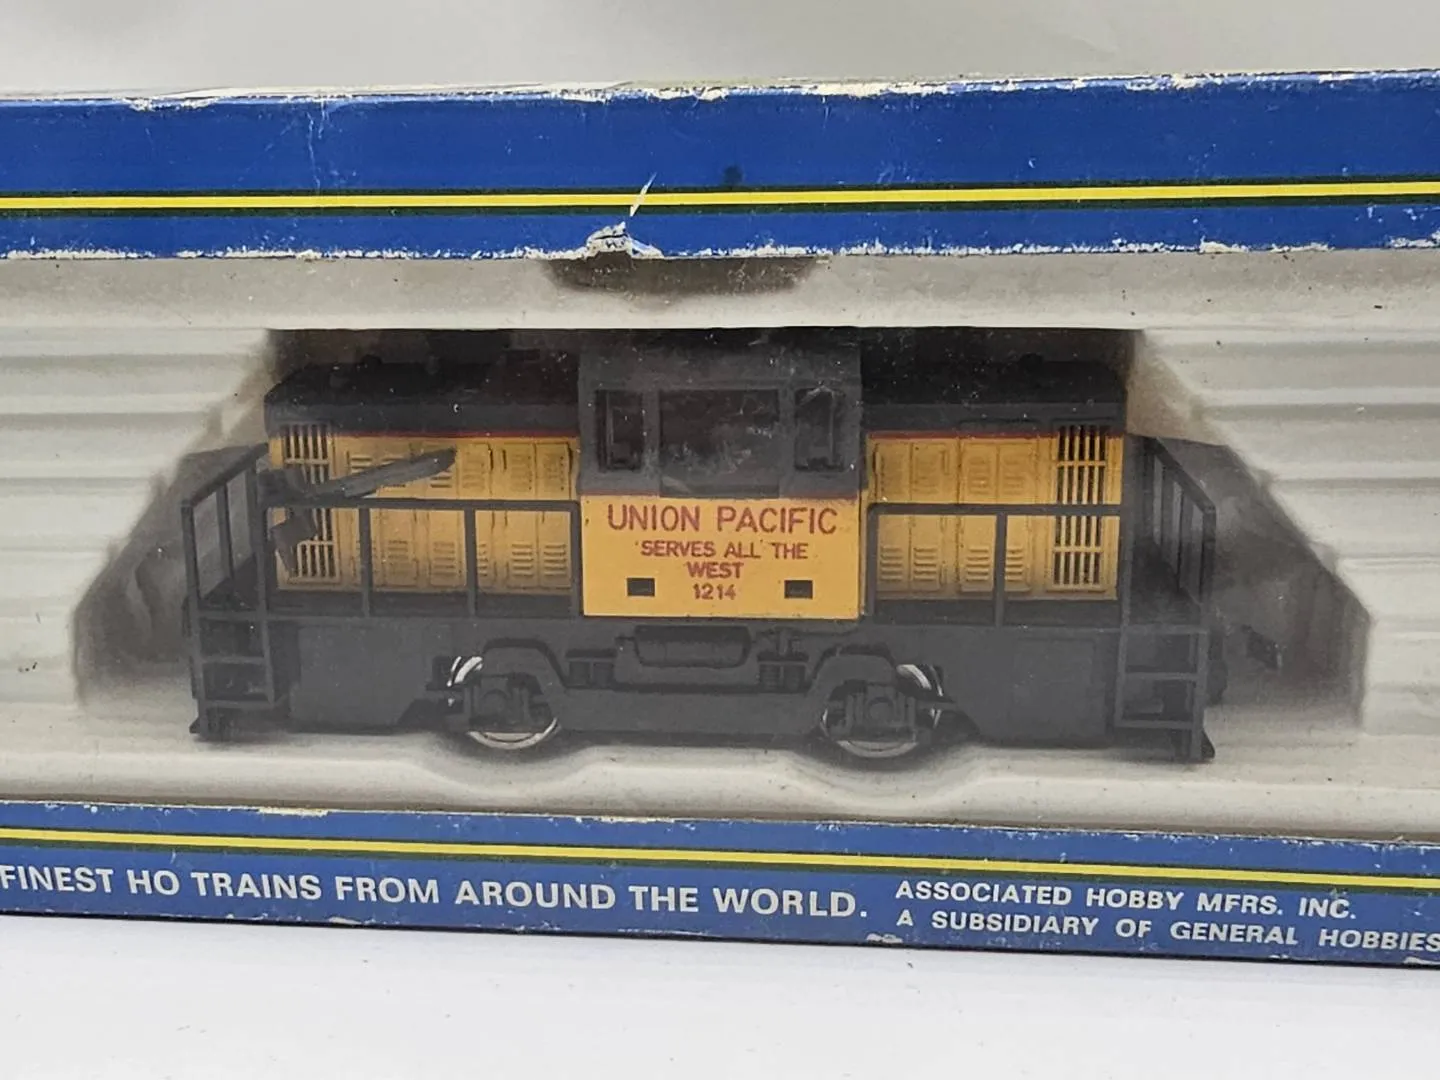 UNION PACIFIC
'SERVES ALL THE
WEST
1214
FINEST HO TRAINS FROM AROUND THE WORLD.
ASSOCIATED HOBBY MFRS. INC.
A SUBSIDIARY OF GENERAL HOBBIES